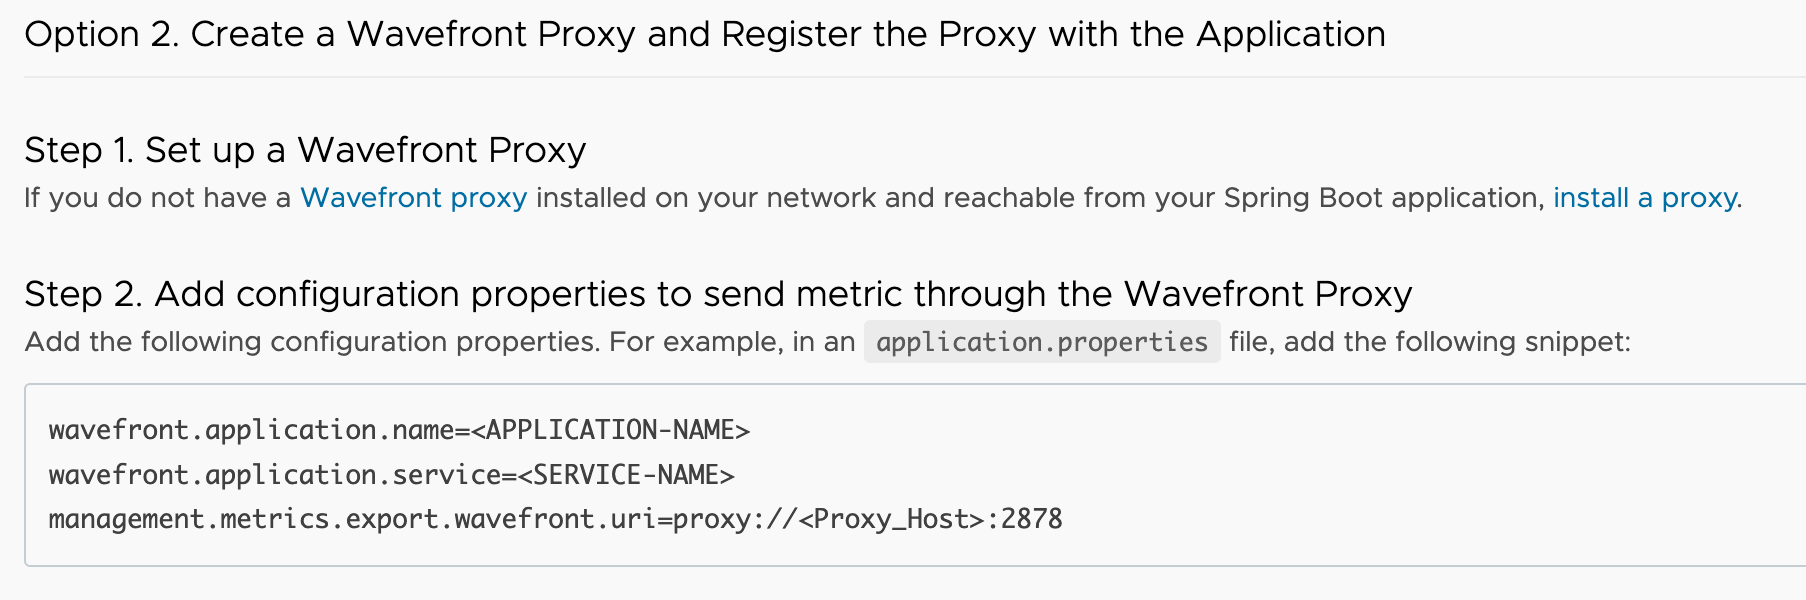 Option 2. Create a Wavefront Proxy and Register the Proxy with the Application
Step 1. Set up a Wavefront Proxy
If you do not have a Wavefront proxy installed on your network and reachable from your Spring Boot application, install a proxy.
Step 2. Add configuration properties to send metric through the Wavefront Proxy
Add the following configuration properties. For example, in an application.properties file, add the following snippet:
wavefront.application.name=<APPLICATION-NAME>
wavefront.application.service=<SERVICE-NAME>
management.metrics.export.wavefront.uri=proxy://<Proxy_Host>:2878